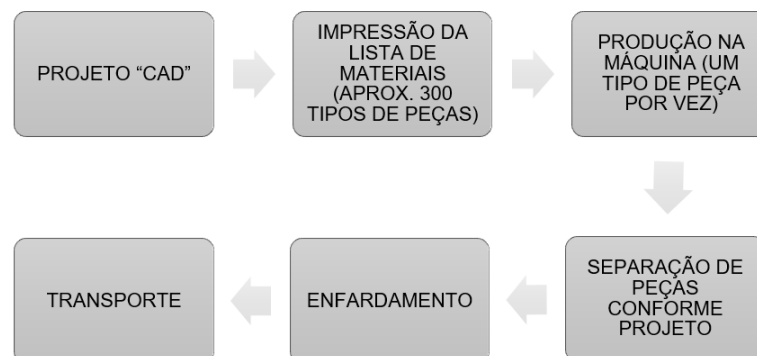 PROJETO “CAD”
IMPRESSÃO DA
LISTA DE
MATERIAIS
(APROX. 300
TIPOS DE PEÇAS)
PRODUÇÃO NA
MÁQUINA (UM
TIPO DE PEÇA
POR VEZ)
SEPARAÇÃO DE
PEÇAS
CONFORME
PROJETO
ENFARDAMENTO
TRANSPORTE